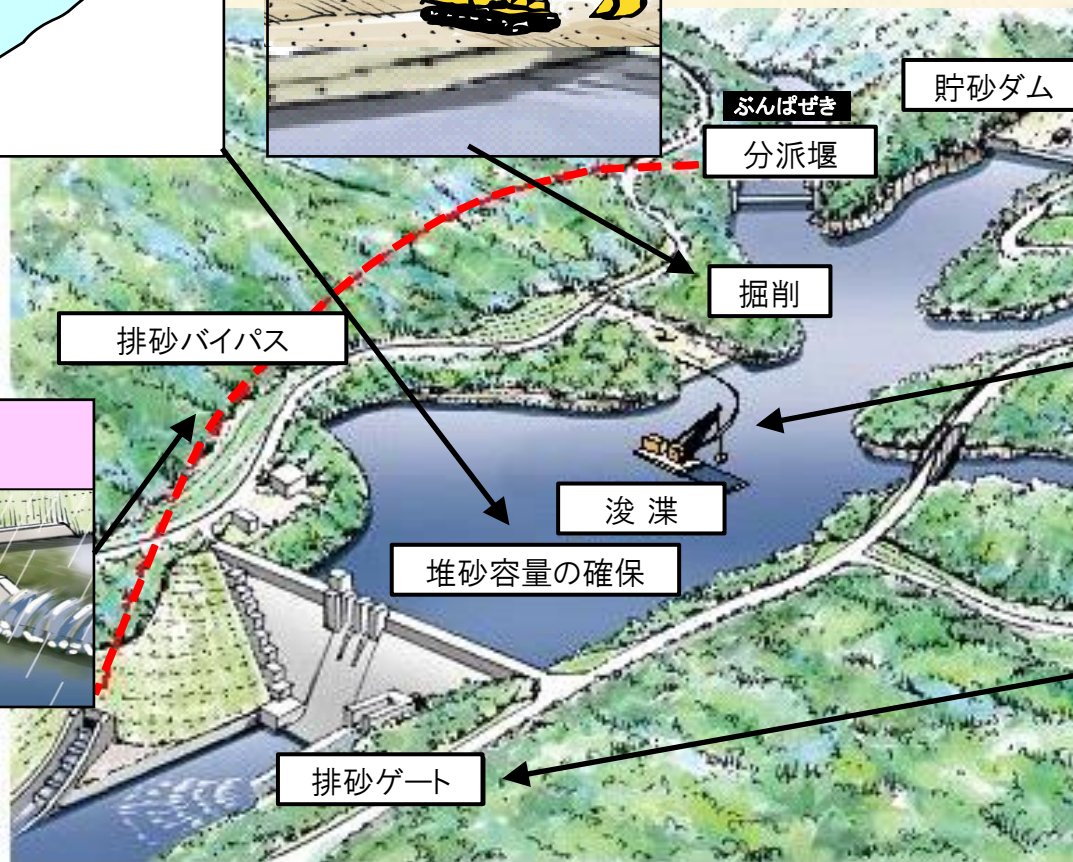 貯砂ダム
ぶんぱぜき
分派堰
掘削
排砂バイパス
浚 渫
堆砂容量の確保
排砂ゲート